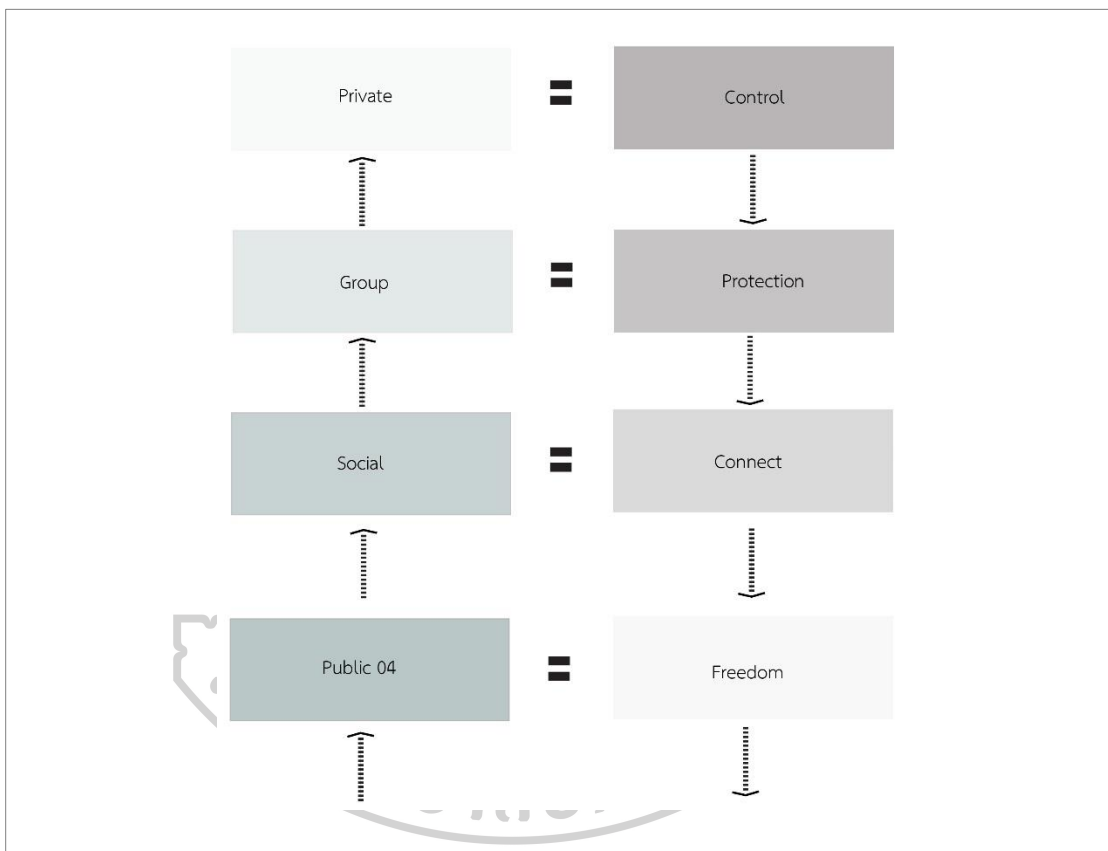 Private = Control
Group = Protection
Social = Connect
Public 04 = Freedom